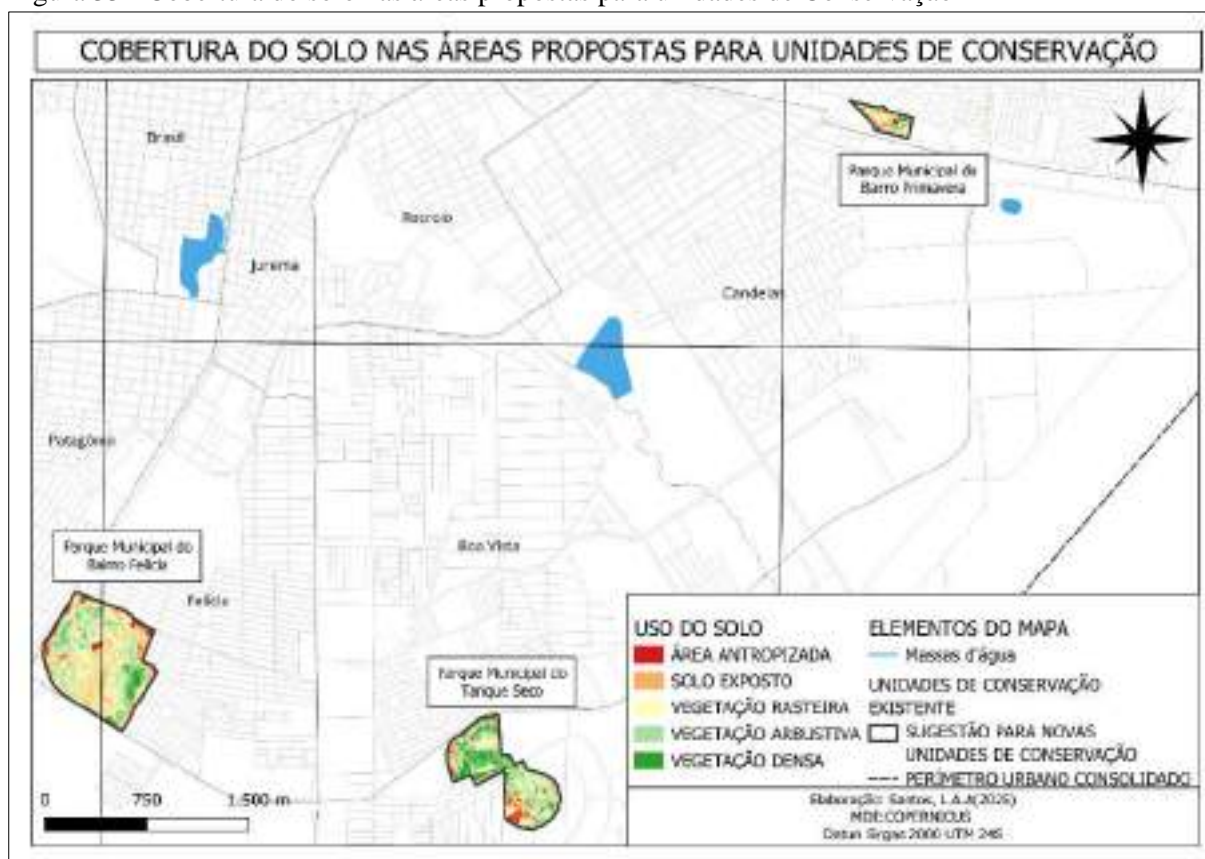 COBERTURA DO SOLO NAS ÁREAS PROPOSTAS PARA UNIDADES DE CONSERVAÇÃO
Brasil
Parque Municipal do
Bairro Primavera
Recreio
Jurema
Candeias
Patagônia
Parque Municipal do
Bairro Felícia
Boa Vista
Felícia
Parque Municipal do
Tanque Seco
USO DO SOLO
ÁREA ANTROPIZADA
SOLO EXPOSTO
VEGETAÇÃO RASTEIRA
VEGETAÇÃO ARBUSTIVA
VEGETAÇÃO DENSA
ELEMENTOS DO MAPA
Massas d'água
UNIDADES DE CONSERVAÇÃO
EXISTENTE
SUGESTÃO PARA NOVAS
UNIDADES DE CONSERVAÇÃO
PERÍMETRO URBANO CONSOLIDADO
0 750 1.500 m
Elaboração: Santos, L.A.A(2025)
MDE:COPERNICUS
Datun Sirgas 2000 UTM 24S